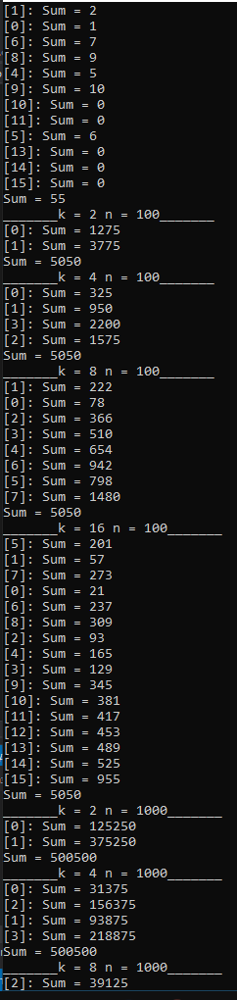 [1]: Sum = 2
[0]: Sum = 1
[6]: Sum = 7
[8]: Sum = 9
[4]: Sum = 5
[9]: Sum = 10
[10]: Sum = 0
[11]: Sum = 0
[5]: Sum = 6
[13]: Sum = 0
[14]: Sum = 0
[15]: Sum = 0
Sum = 55
_______k = 2 n = 100_______
[0]: Sum = 1275
[1]: Sum = 3775
Sum = 5050
_______k = 4 n = 100_______
[0]: Sum = 325
[1]: Sum = 950
[3]: Sum = 2200
[2]: Sum = 1575
Sum = 5050
_______k = 8 n = 100_______
[1]: Sum = 222
[0]: Sum = 78
[2]: Sum = 366
[3]: Sum = 510
[4]: Sum = 654
[6]: Sum = 942
[5]: Sum = 798
[7]: Sum = 1480
Sum = 5050
_______k = 16 n = 100_______
[5]: Sum = 201
[1]: Sum = 57
[7]: Sum = 273
[0]: Sum = 21
[6]: Sum = 237
[8]: Sum = 309
[2]: Sum = 93
[4]: Sum = 165
[3]: Sum = 129
[9]: Sum = 345
[10]: Sum = 381
[11]: Sum = 417
[12]: Sum = 453
[13]: Sum = 489
[14]: Sum = 525
[15]: Sum = 955
Sum = 5050
_______k = 2 n = 1000_______
[0]: Sum = 125250
[1]: Sum = 375250
Sum = 500500
_______k = 4 n = 1000_______
[0]: Sum = 31375
[2]: Sum = 156375
[1]: Sum = 93875
[3]: Sum = 218875
Sum = 500500
_______k = 8 n = 1000_______
[2]: Sum = 39125